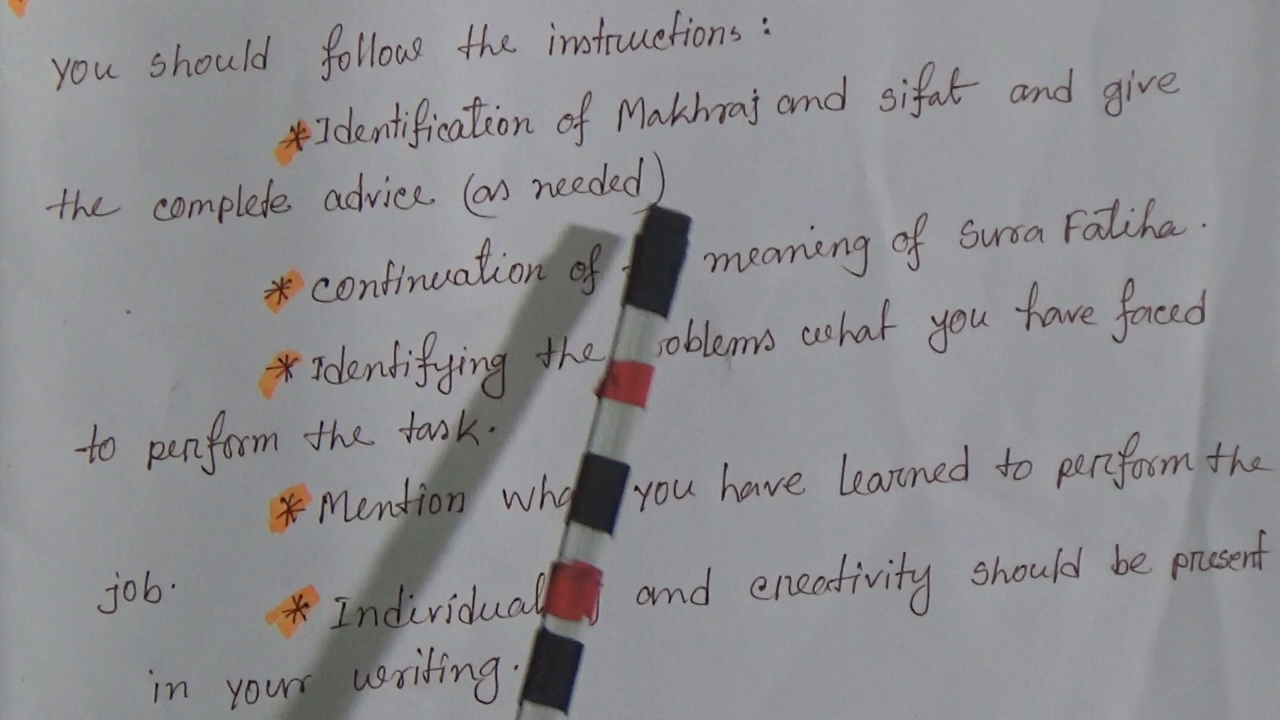 you should follow the instructions:
*Identification of Makhraj and sifat and give
the complete advice (as needed)
* continuation of meaning of Sura Fatiha.
* Identifying the oblems what you have faced
to perform the task.
* Mention you have learned to perform the
job.
* Individual and creativity should be present
in your writing.